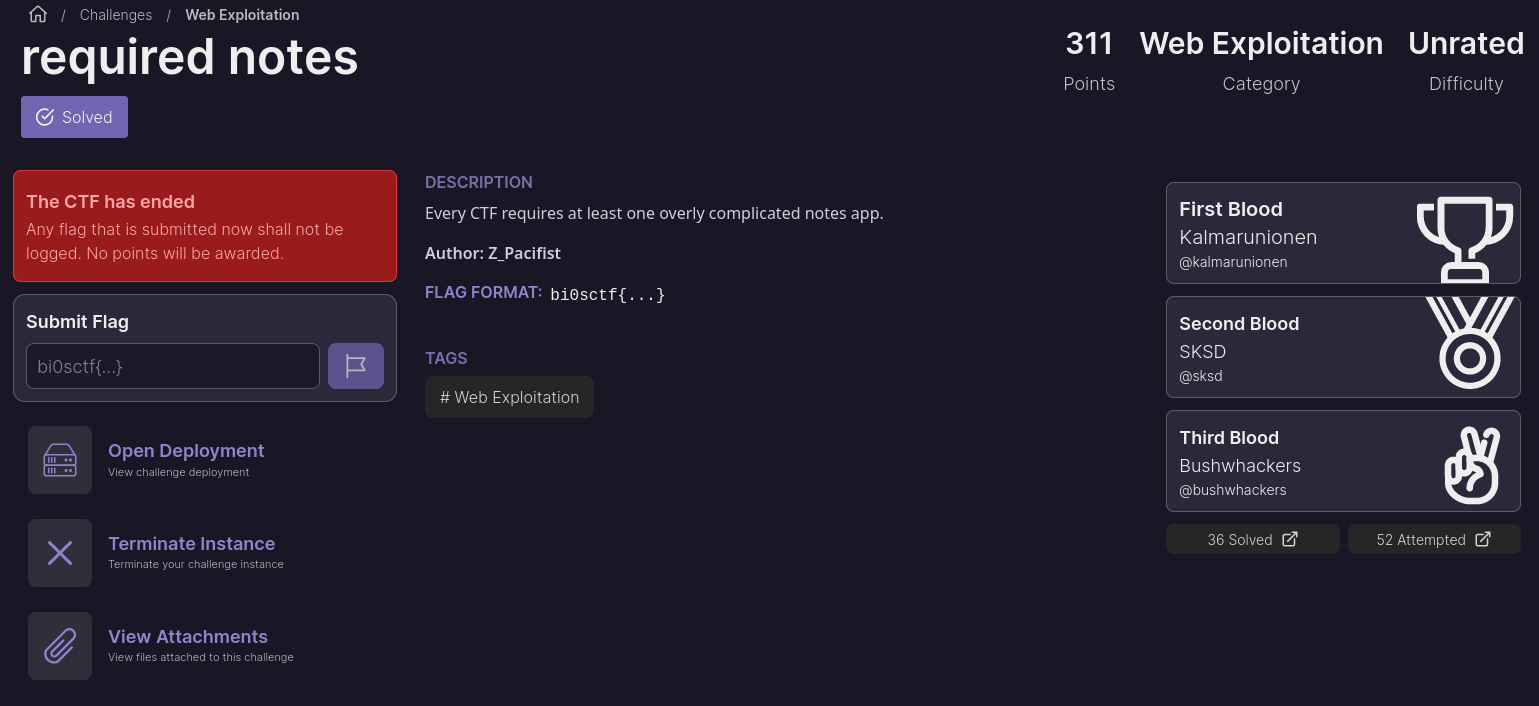 / Challenges / Web Exploitation
required notes
Solved
311 Web Exploitation Unrated
Points Category Difficulty
The CTF has ended
Any flag that is submitted now shall not be
logged. No points will be awarded.
Submit Flag
bi0sctf{...}
Open Deployment
View challenge deployment
Terminate Instance
Terminate your challenge instance
View Attachments
View files attached to this challenge
DESCRIPTION
Every CTF requires at least one overly complicated notes app.
Author: Z_Pacifist
FLAG FORMAT: bi0sctf{...}
TAGS
# Web Exploitation
First Blood
Kalmarunionen
@kalmarunionen
Second Blood
SKSD
@sksd
Third Blood
Bushwhackers
@bushwhackers
36 Solved 52 Attempted